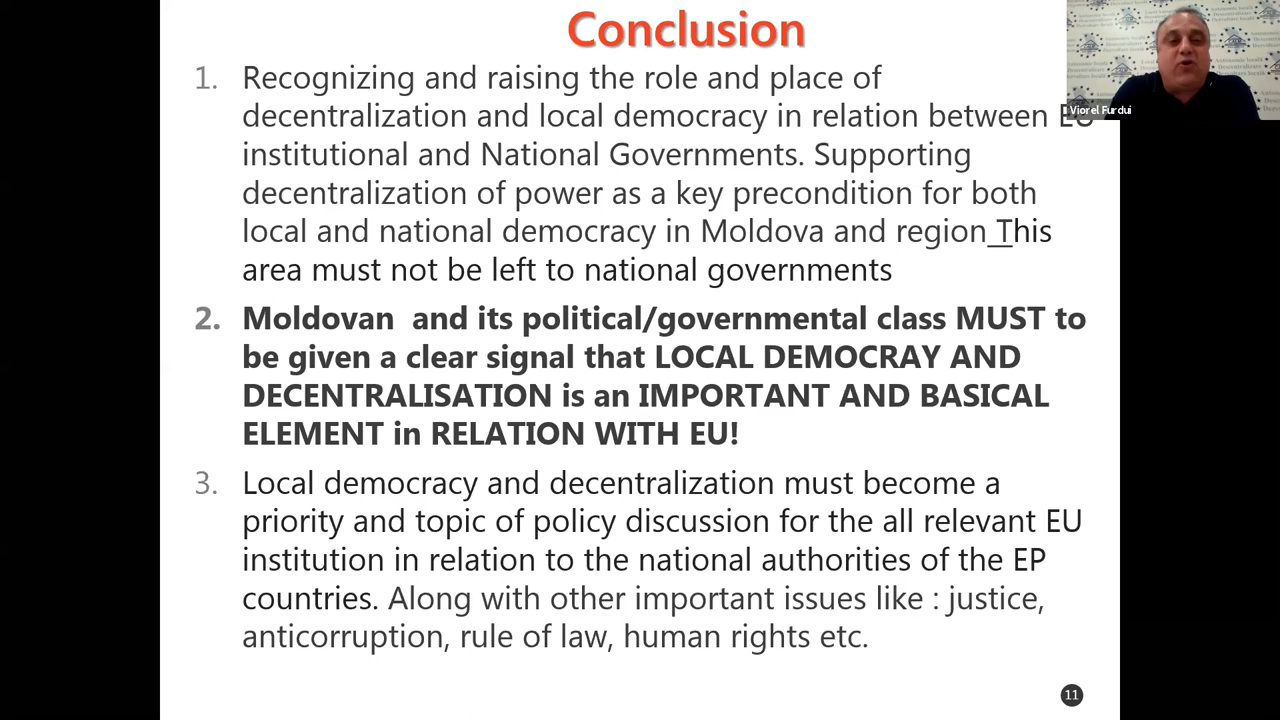 Conclusion
1. Recognizing and raising the role and place of
decentralization and local democracy in relation between EU
institutional and National Governments. Supporting
decentralization of power as a key precondition for both
local and national democracy in Moldova and region This
area must not be left to national governments
2. Moldovan and its political/governmental class MUST to
be given a clear signal that LOCAL DEMOCRAY AND
DECENTRALISATION is an IMPORTANT AND BASICAL
ELEMENT in RELATION WITH EU!
3. Local democracy and decentralization must become a
priority and topic of policy discussion for the all relevant EU
institution in relation to the national authorities of the EP
countries. Along with other important issues like : justice,
anticorruption, rule of law, human rights etc.
11
Viorel Furdui